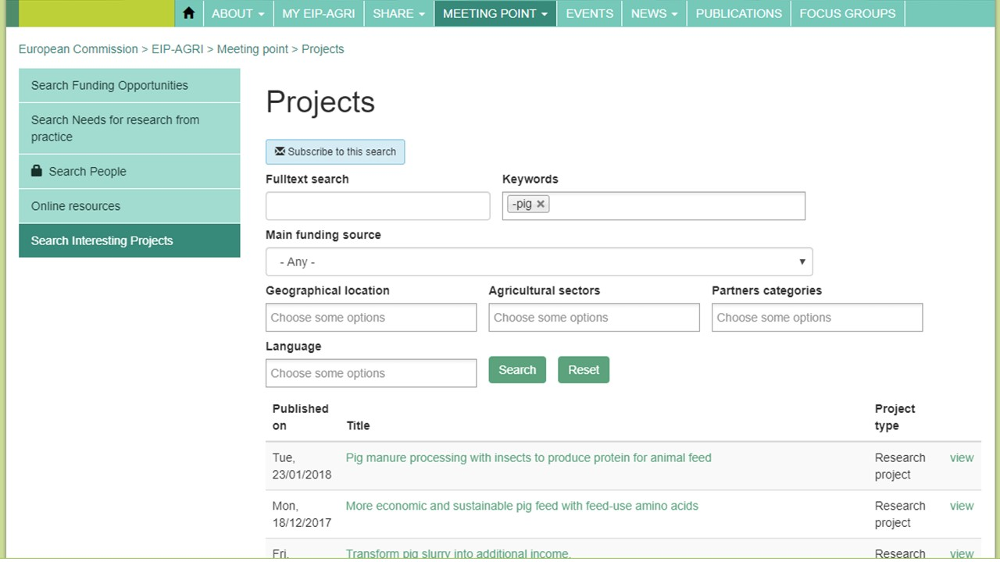 ABOUT MY EIP-AGRI SHARE MEETING POINT EVENTS NEWS PUBLICATIONS FOCUS GROUPS
European Commission > EIP-AGRI > Meeting point > Projects
Search Funding Opportunities
Search Needs for research from
practice
Search People
Online resources
Search Interesting Projects
Projects
Subscribe to this search
Fulltext search Keywords
-pig
Main funding source
- Any -
Geographical location Agricultural sectors Partners categories
Choose some options Choose some options Choose some options
Language
Choose some options Search Reset
Published Project
on Title type
Tue, Pig manure processing with insects to produce protein for animal feed Research view
23/01/2018 project
Mon, More economic and sustainable pig feed with feed-use amino acids Research view
18/12/2017 project
Fri, Transform pig slurry into additional income. Research view